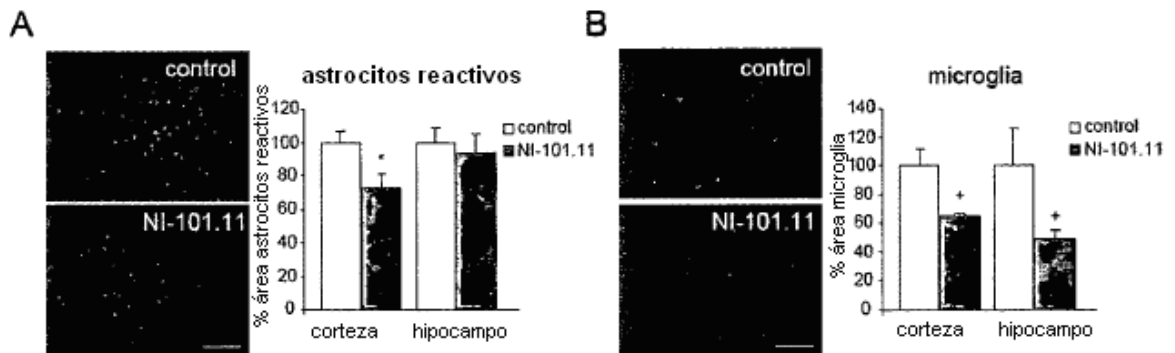 A
control
NI-101.11
astrocitos reactivos
% área astrocitos reactivos
120
100
80
60
40
20
0
*
control
NI-101.11
corteza
hipocampo
B
control
NI-101.11
microglia
% área microglia
140
120
100
80
60
40
20
0
+
+
control
NI-101.11
corteza
hipocampo